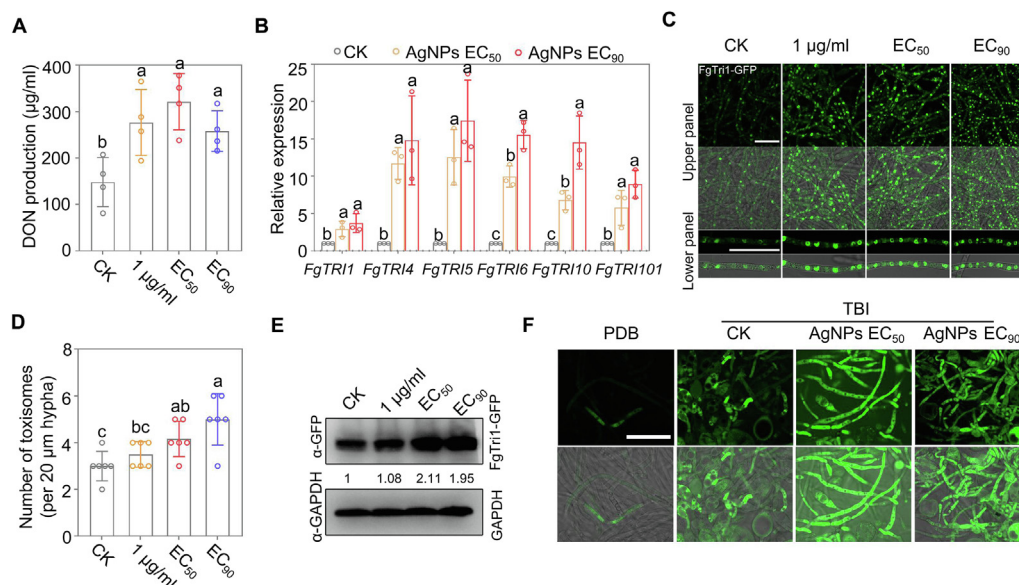 A
DON production (µg/ml)
400
300
200
100
0
b
a
a
a
CK
1 µg/ml
EC50
EC90
B
CK
AgNPs EC50
AgNPs EC90
Relative expression
25
20
15
10
5
0
b a a
b a a
b a a
c b a
c b a
b a a
FgTRI1 FgTRI4 FgTRI5 FgTRI6 FgTRI10 FgTRI101
C
CK 1 µg/ml EC50 EC90
FgTri1-GFP
Upper panel
Lower panel
D
Number of toxisomes
(per 20 µm hypha)
8
6
4
2
0
c
bc
ab
a
CK
1 µg/ml
EC50
EC90
E
CK 1 µg/ml EC50 EC90
α-GFP
FgTri1-GFP
1 1.08 2.11 1.95
α-GAPDH
GAPDH
F
TBI
PDB CK AgNPs EC50 AgNPs EC90